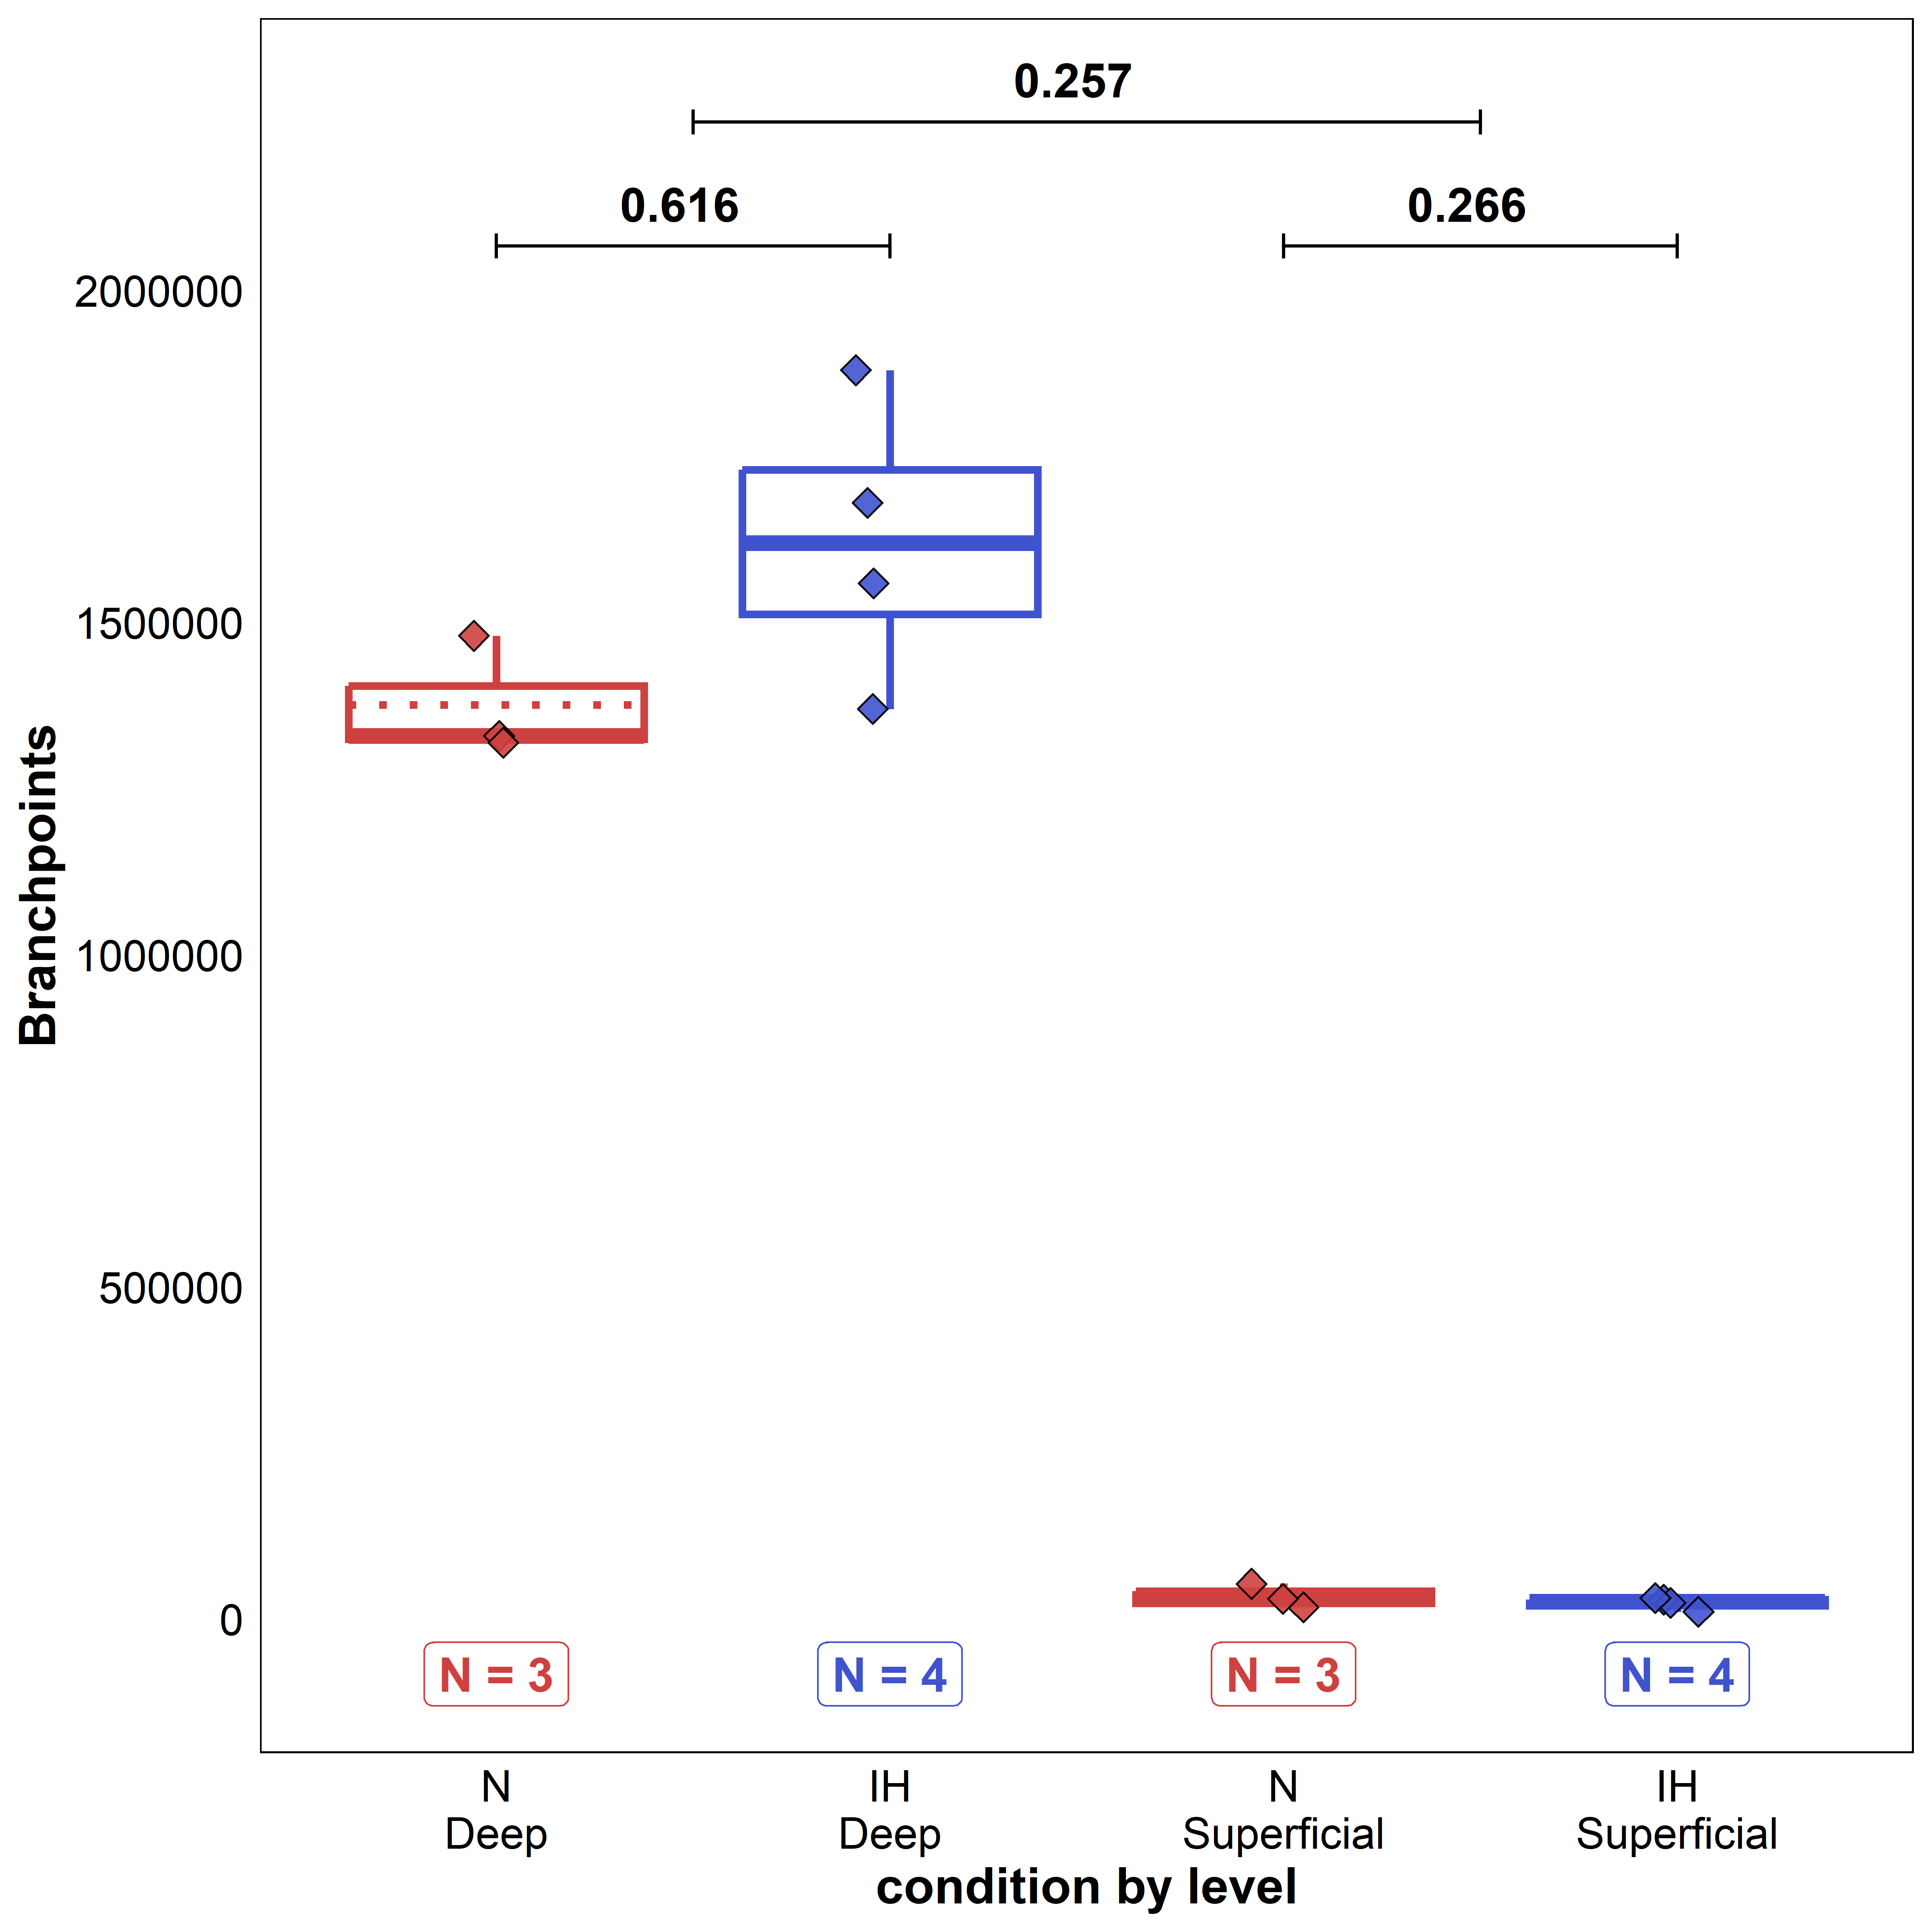 0.257
0.616
0.266
2000000
1500000
1000000
500000
0
Branchpoints
N = 3
N = 4
N = 3
N = 4
N
Deep
IH
Deep
N
Superficial
IH
Superficial
condition by level